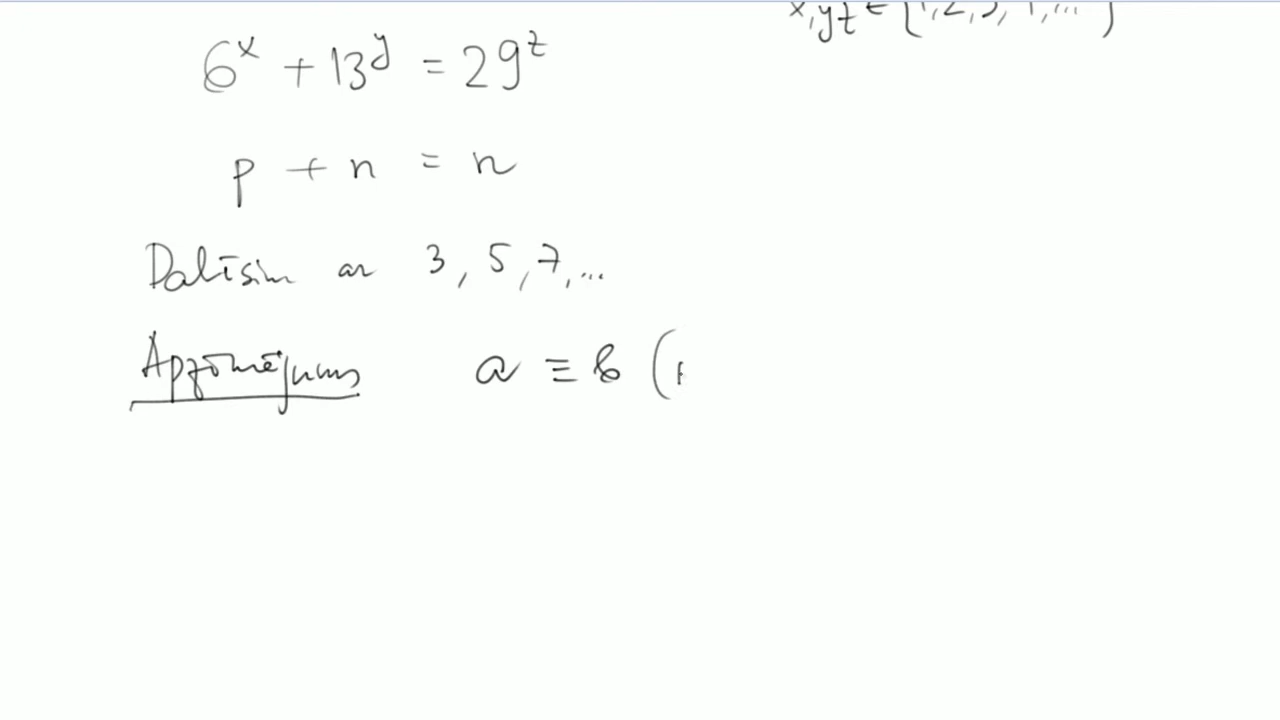 x,y,z ∈ {1,2,3,4,...}
6^x + 13^y = 29^z
p + n = n
Dalīsim ar 3, 5, 7, ...
Apzīmējums a ≡ b (